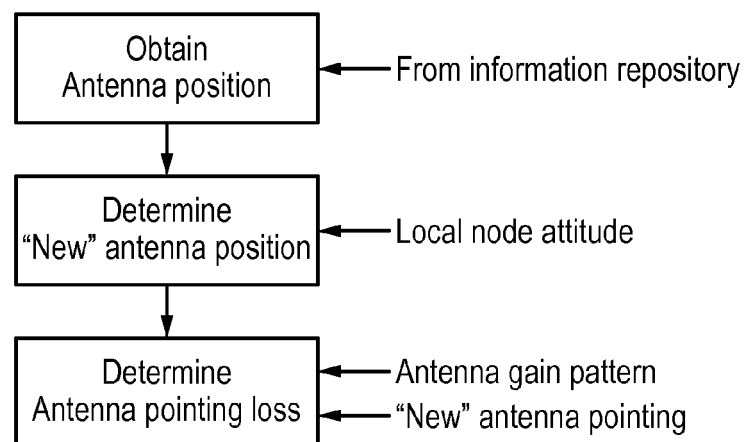 Obtain
Antenna position
From information repository
Determine
“New” antenna position
Local node attitude
Determine
Antenna pointing loss
Antenna gain pattern
“New” antenna pointing